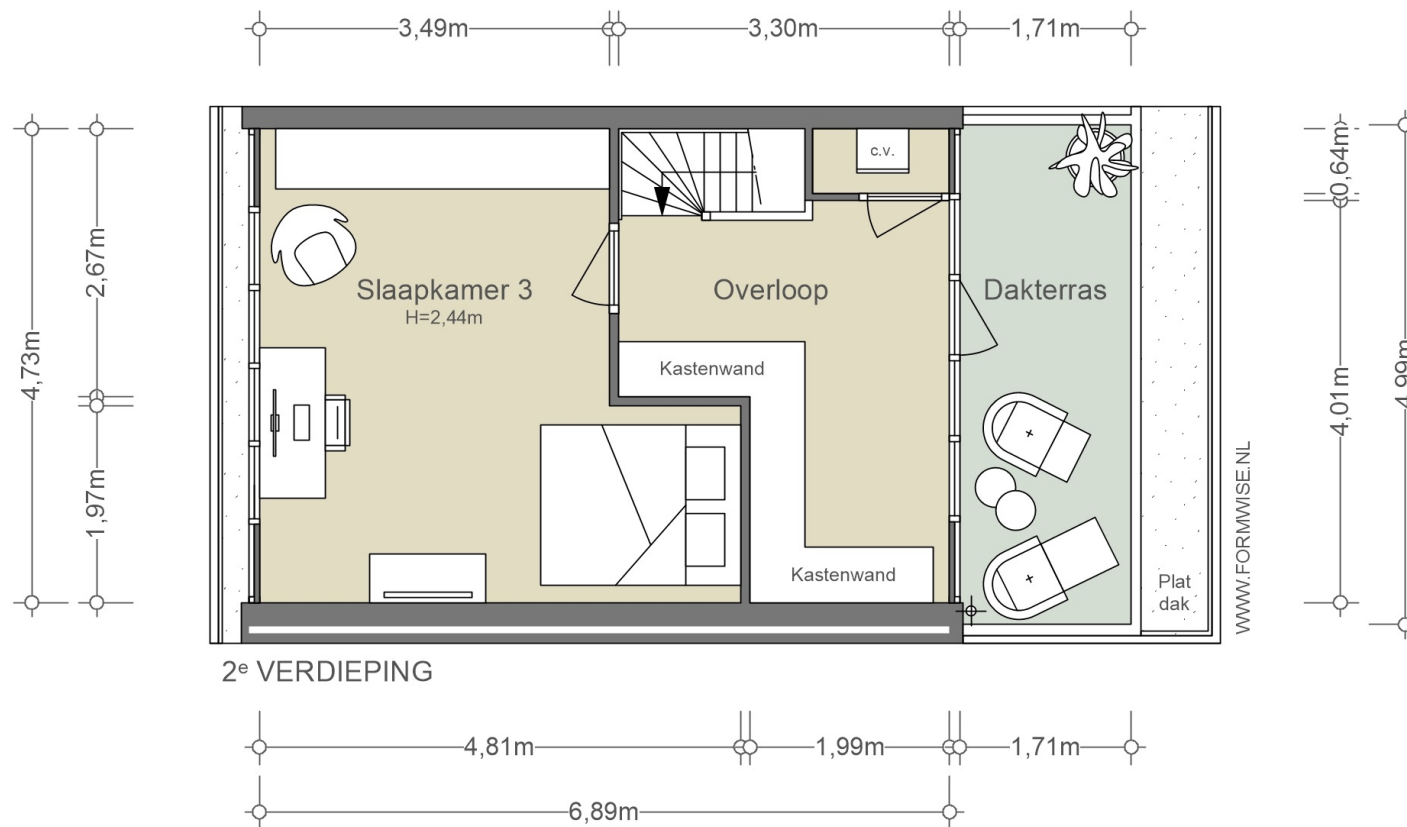 3,49m
3,30m
1,71m
c.v.
0,64m
2,67m
4,73m
Slaapkamer 3
H=2,44m
Overloop
Dakterras
Kastenwand
4,01m
4,99m
1,97m
Kastenwand
Plat
dak
WWW.FORMWISE.NL
2e VERDIEPING
4,81m
1,99m
1,71m
6,89m